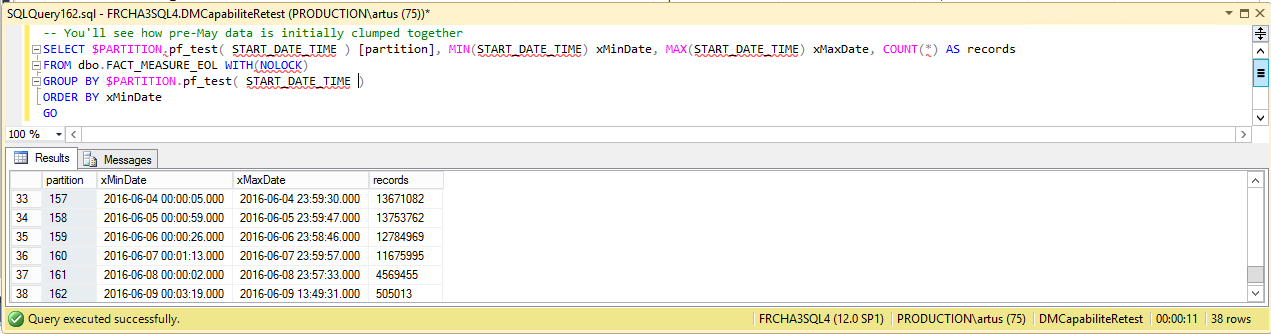 SQLQuery162.sql - FRCHA3SQL4.DMCapabiliteRetest (PRODUCTION\artus (75))*
-- You'll see how pre-May data is initially clumped together
SELECT $PARTITION.pf_test( START_DATE_TIME ) [partition], MIN(START_DATE_TIME) xMinDate, MAX(START_DATE_TIME) xMaxDate, COUNT(*) AS records
FROM dbo.FACT_MEASURE_EOL WITH(NOLOCK)
GROUP BY $PARTITION.pf_test( START_DATE_TIME )
ORDER BY xMinDate
GO
100 %
Results Messages
partition xMinDate xMaxDate records
33 157 2016-06-04 00:00:05.000 2016-06-04 23:59:30.000 13671082
34 158 2016-06-05 00:00:59.000 2016-06-05 23:59:47.000 13753762
35 159 2016-06-06 00:00:26.000 2016-06-06 23:58:46.000 12784969
36 160 2016-06-07 00:01:13.000 2016-06-07 23:59:57.000 11675995
37 161 2016-06-08 00:00:02.000 2016-06-08 23:57:33.000 4569455
38 162 2016-06-09 00:03:19.000 2016-06-09 13:49:31.000 505013
Query executed successfully. FRCHA3SQL4 (12.0 SP1) PRODUCTION\artus (75) DMCapabiliteRetest 00:00:11 38 rows